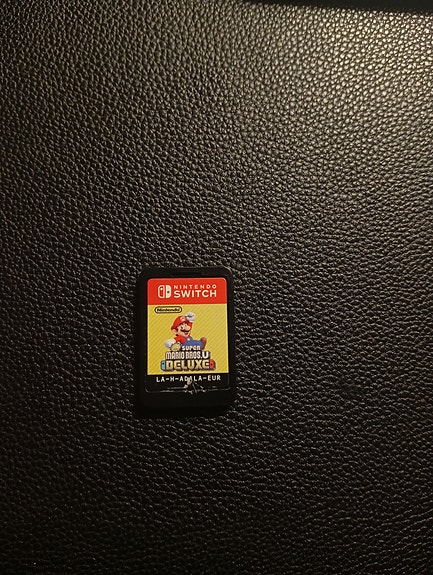 NINTENDO
SWITCH
Nintendo
SUPER
MARIO BROS. U
DELUXE
LA-H-ADALA-EUR